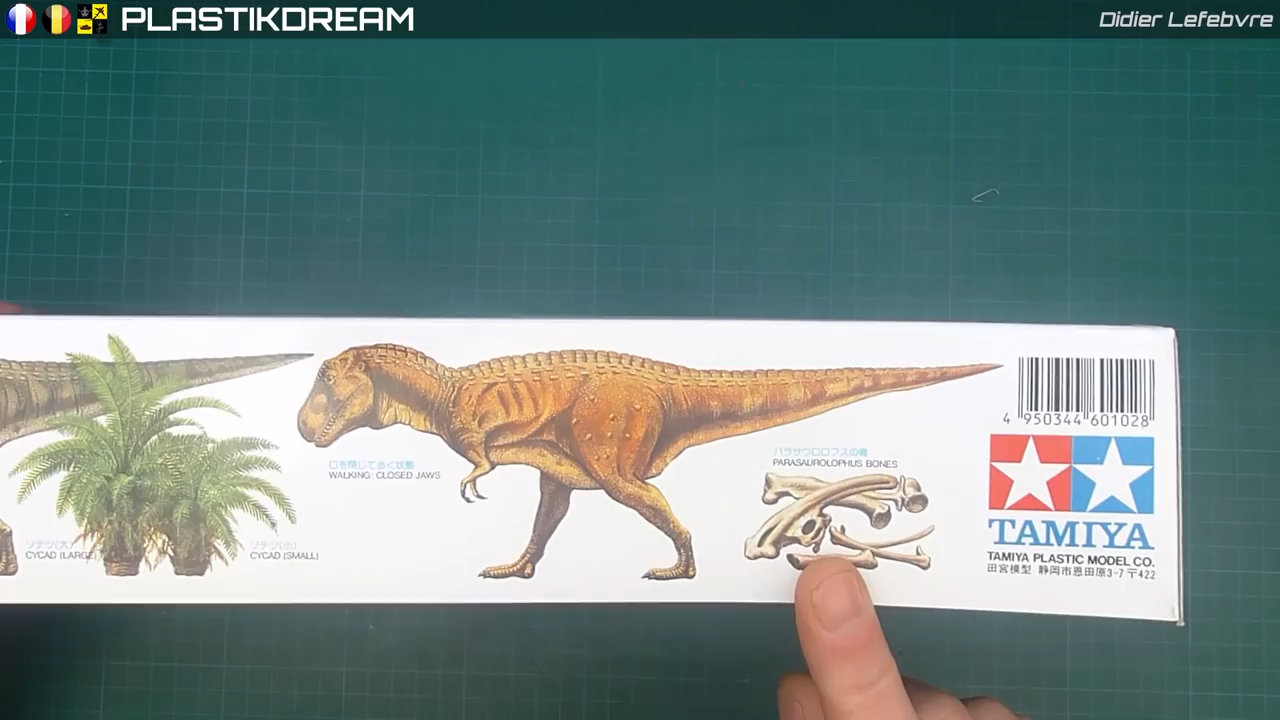 PLASTIKDREAM
Didier Lefebvre
口を閉じて歩く状態
WALKING: CLOSED JAWS
パラサウロロフスの骨
PARASAUROLOPHUS BONES
ソテツ(大)
CYCAD (LARGE)
ソテツ(小)
CYCAD (SMALL)
4 950344 601028
TAMIYA
TAMIYA PLASTIC MODEL CO.
田宮模型 静岡市恩田原3-7 〒422